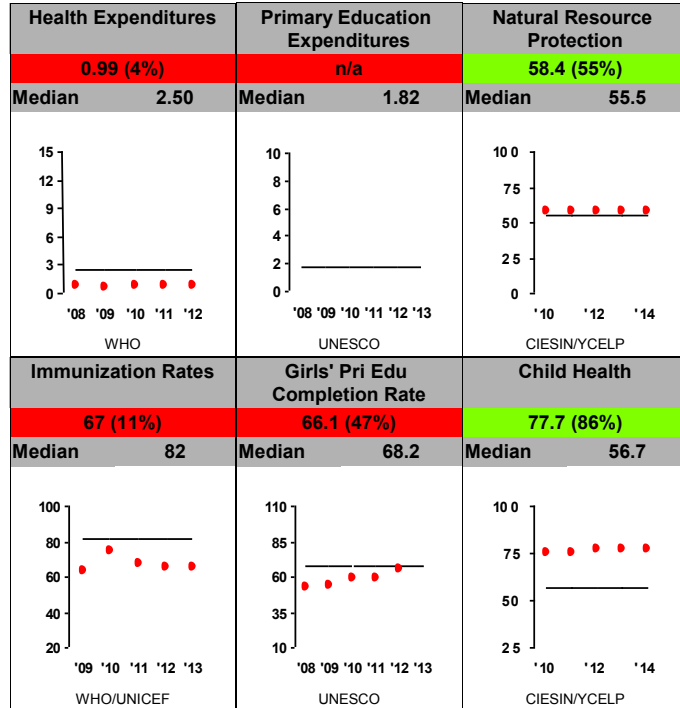 Health Expenditures
0.99 (4%)
Median 2.50
15
12
9
6
3
0
'08 '09 '10 '11 '12
WHO
Primary Education
Expenditures
n/a
Median 1.82
10
8
6
4
2
0
'08 '09 '10 '11 '12 '13
UNESCO
Natural Resource
Protection
58.4 (55%)
Median 55.5
100
75
50
25
0
'10 '12 '14
CIESIN/YCELP
Immunization Rates
67 (11%)
Median 82
100
80
60
40
20
'09 '10 '11 '12 '13
WHO/UNICEF
Girls' Pri Edu
Completion Rate
66.1 (47%)
Median 68.2
110
85
60
35
10
'08 '09 '10 '11 '12 '13
UNESCO
Child Health
77.7 (86%)
Median 56.7
100
75
50
25
'10 '12 '14
CIESIN/YCELP